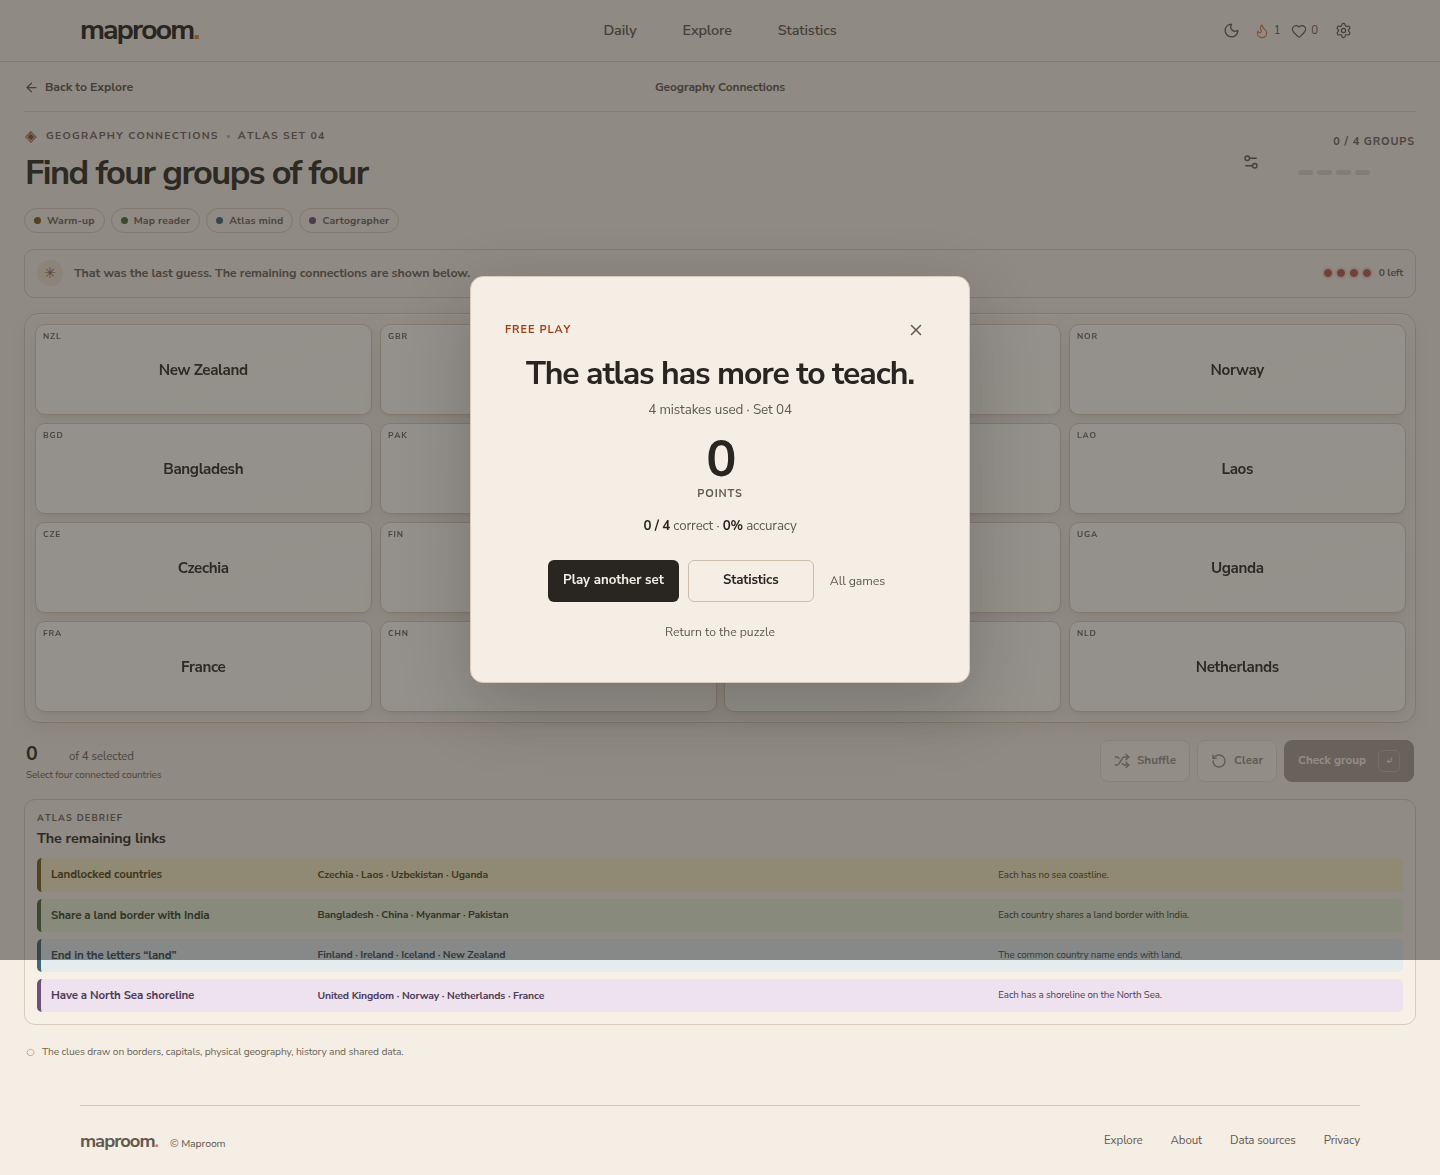 maproom.
Daily Explore Statistics
1 0
Back to Explore
Geography Connections
GEOGRAPHY CONNECTIONS • ATLAS SET 04
0 / 4 GROUPS
Find four groups of four
Warm-up Map reader Atlas mind Cartographer
That was the last guess. The remaining connections are shown below.
0 left
NZL
New Zealand
GBR
NOR
Norway
BGD
Bangladesh
PAK
LAO
Laos
CZE
Czechia
FIN
UGA
Uganda
FRA
France
CHN
NLD
Netherlands
FREE PLAY
The atlas has more to teach.
4 mistakes used · Set 04
0
POINTS
0 / 4 correct · 0% accuracy
Play another set Statistics All games
Return to the puzzle
0 of 4 selected
Select four connected countries
Shuffle Clear Check group
ATLAS DEBRIEF
The remaining links
Landlocked countries Czechia · Laos · Uzbekistan · Uganda Each has no sea coastline.
Share a land border with India Bangladesh · China · Myanmar · Pakistan Each country shares a land border with India.
End in the letters “land” Finland · Ireland · Iceland · New Zealand The common country name ends with land.
Have a North Sea shoreline United Kingdom · Norway · Netherlands · France Each has a shoreline on the North Sea.
The clues draw on borders, capitals, physical geography, history and shared data.
maproom. © Maproom
Explore About Data sources Privacy